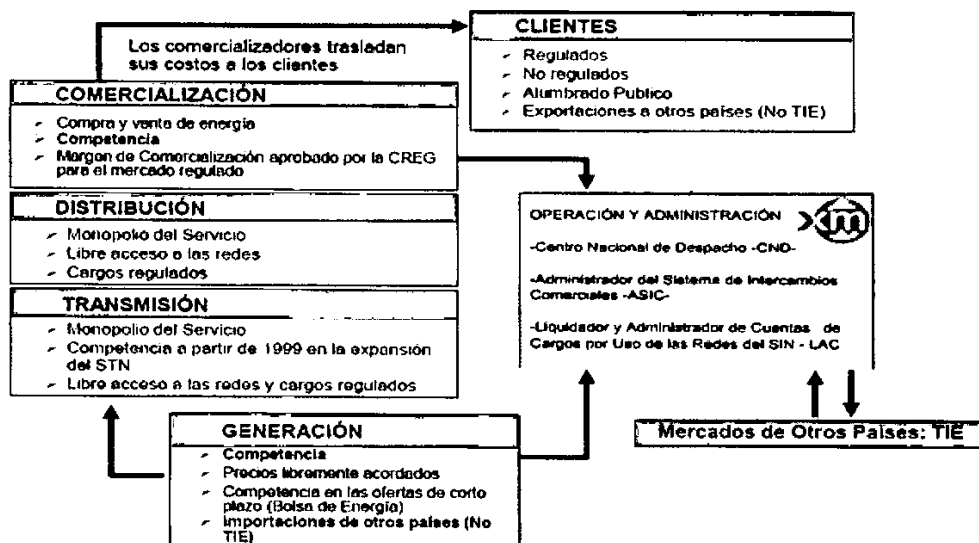 Los comercializadores trasladan
sus costos a los clientes
CLIENTES
Regulados
No regulados
Alumbrado Publico
Exportaciones a otros países (No TIE)
COMERCIALIZACIÓN
Compra y venta de energía
Competencia
Margen de Comercialización aprobado por la CREG
para el mercado regulado
DISTRIBUCIÓN
Monopolio del Servicio
Libre acceso a las redes
Cargos regulados
TRANSMISIÓN
Monopolio del Servicio
Competencia a partir de 1999 en la expansión
del STN
Libre acceso a las redes y cargos regulados
OPERACIÓN Y ADMINISTRACIÓN
xm
-Centro Nacional de Despacho -CND-
-Administrador del Sistema de Intercambios
Comerciales -ASIC-
-Liquidador y Administrador de Cuentas de
Cargos por Uso de las Redes del SIN - LAC
Mercados de Otros Países: TIE
GENERACIÓN
Competencia
Precios libremente acordados
Competencia en las ofertas de corto
plazo (Bolsa de Energía)
Importaciones de otros países (No
TIE)